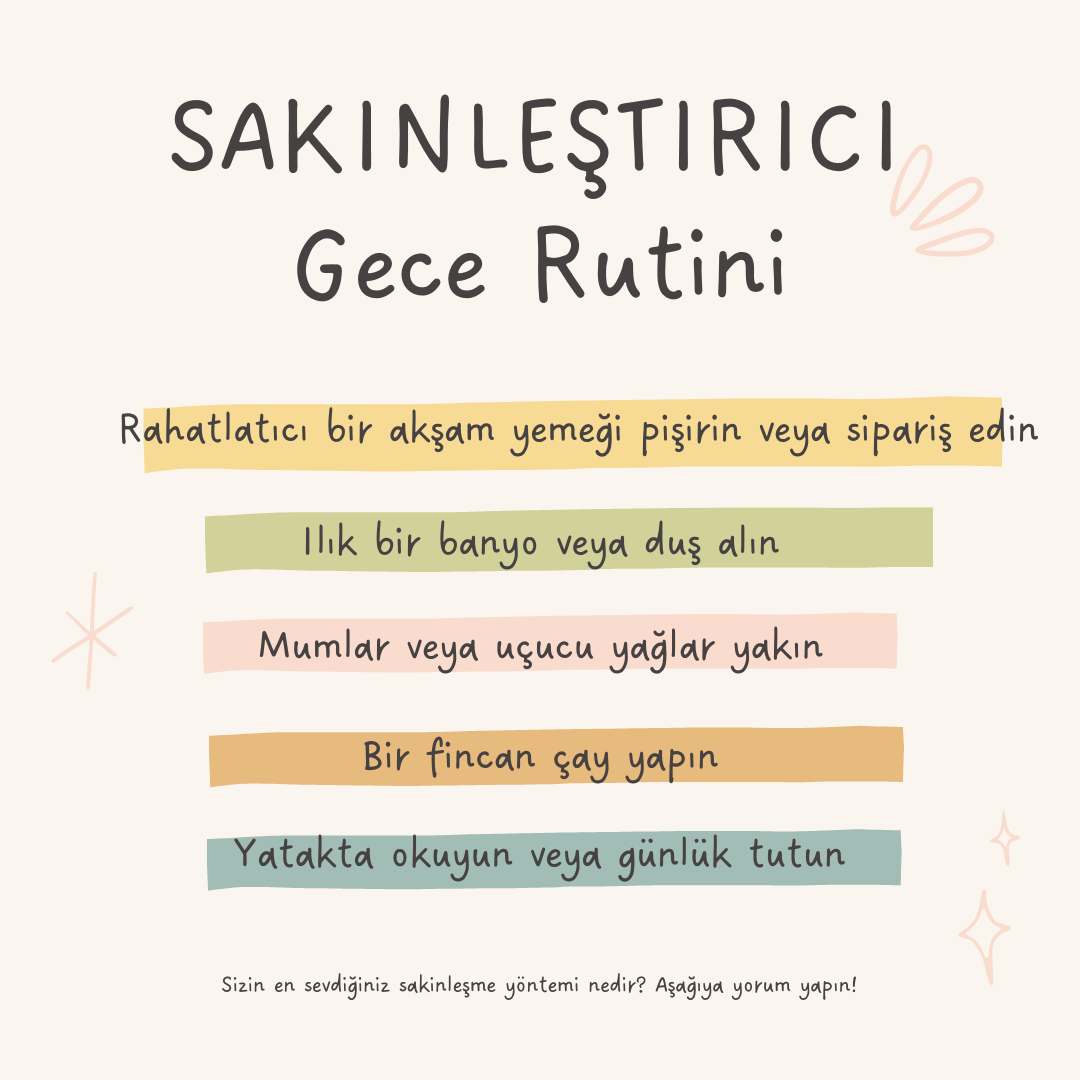 SAKINLEŞTIRICI
Gece Rutini
Rahatlatıcı bir akşam yemeği pişirin veya sipariş edin
Ilık bir banyo veya duş alın
Mumlar veya uçucu yağlar yakın
Bir fincan çay yapın
Yatakta okuyun veya günlük tutun
Sizin en sevdiğiniz sakinleşme yöntemi nedir? Aşağıya yorum yapın!